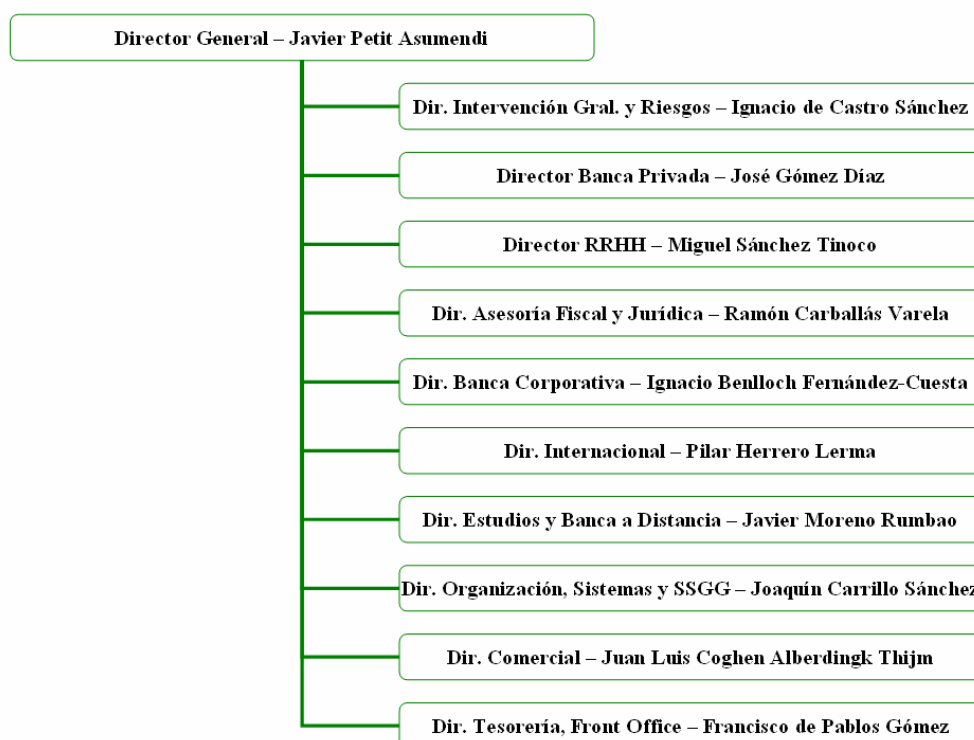 Director General – Javier Petit Asumendi
Dir. Intervención Gral. y Riesgos – Ignacio de Castro Sánchez
Director Banca Privada – José Gómez Díaz
Director RRHH – Miguel Sánchez Tinoco
Dir. Asesoría Fiscal y Jurídica – Ramón Carballás Varela
Dir. Banca Corporativa – Ignacio Benlloch Fernández-Cuesta
Dir. Internacional – Pilar Herrero Lerma
Dir. Estudios y Banca a Distancia – Javier Moreno Rumbao
Dir. Organización, Sistemas y SSGG – Joaquín Carrillo Sánchez
Dir. Comercial – Juan Luis Coghen Alberdingk Thijm
Dir. Tesorería, Front Office – Francisco de Pablos Gómez